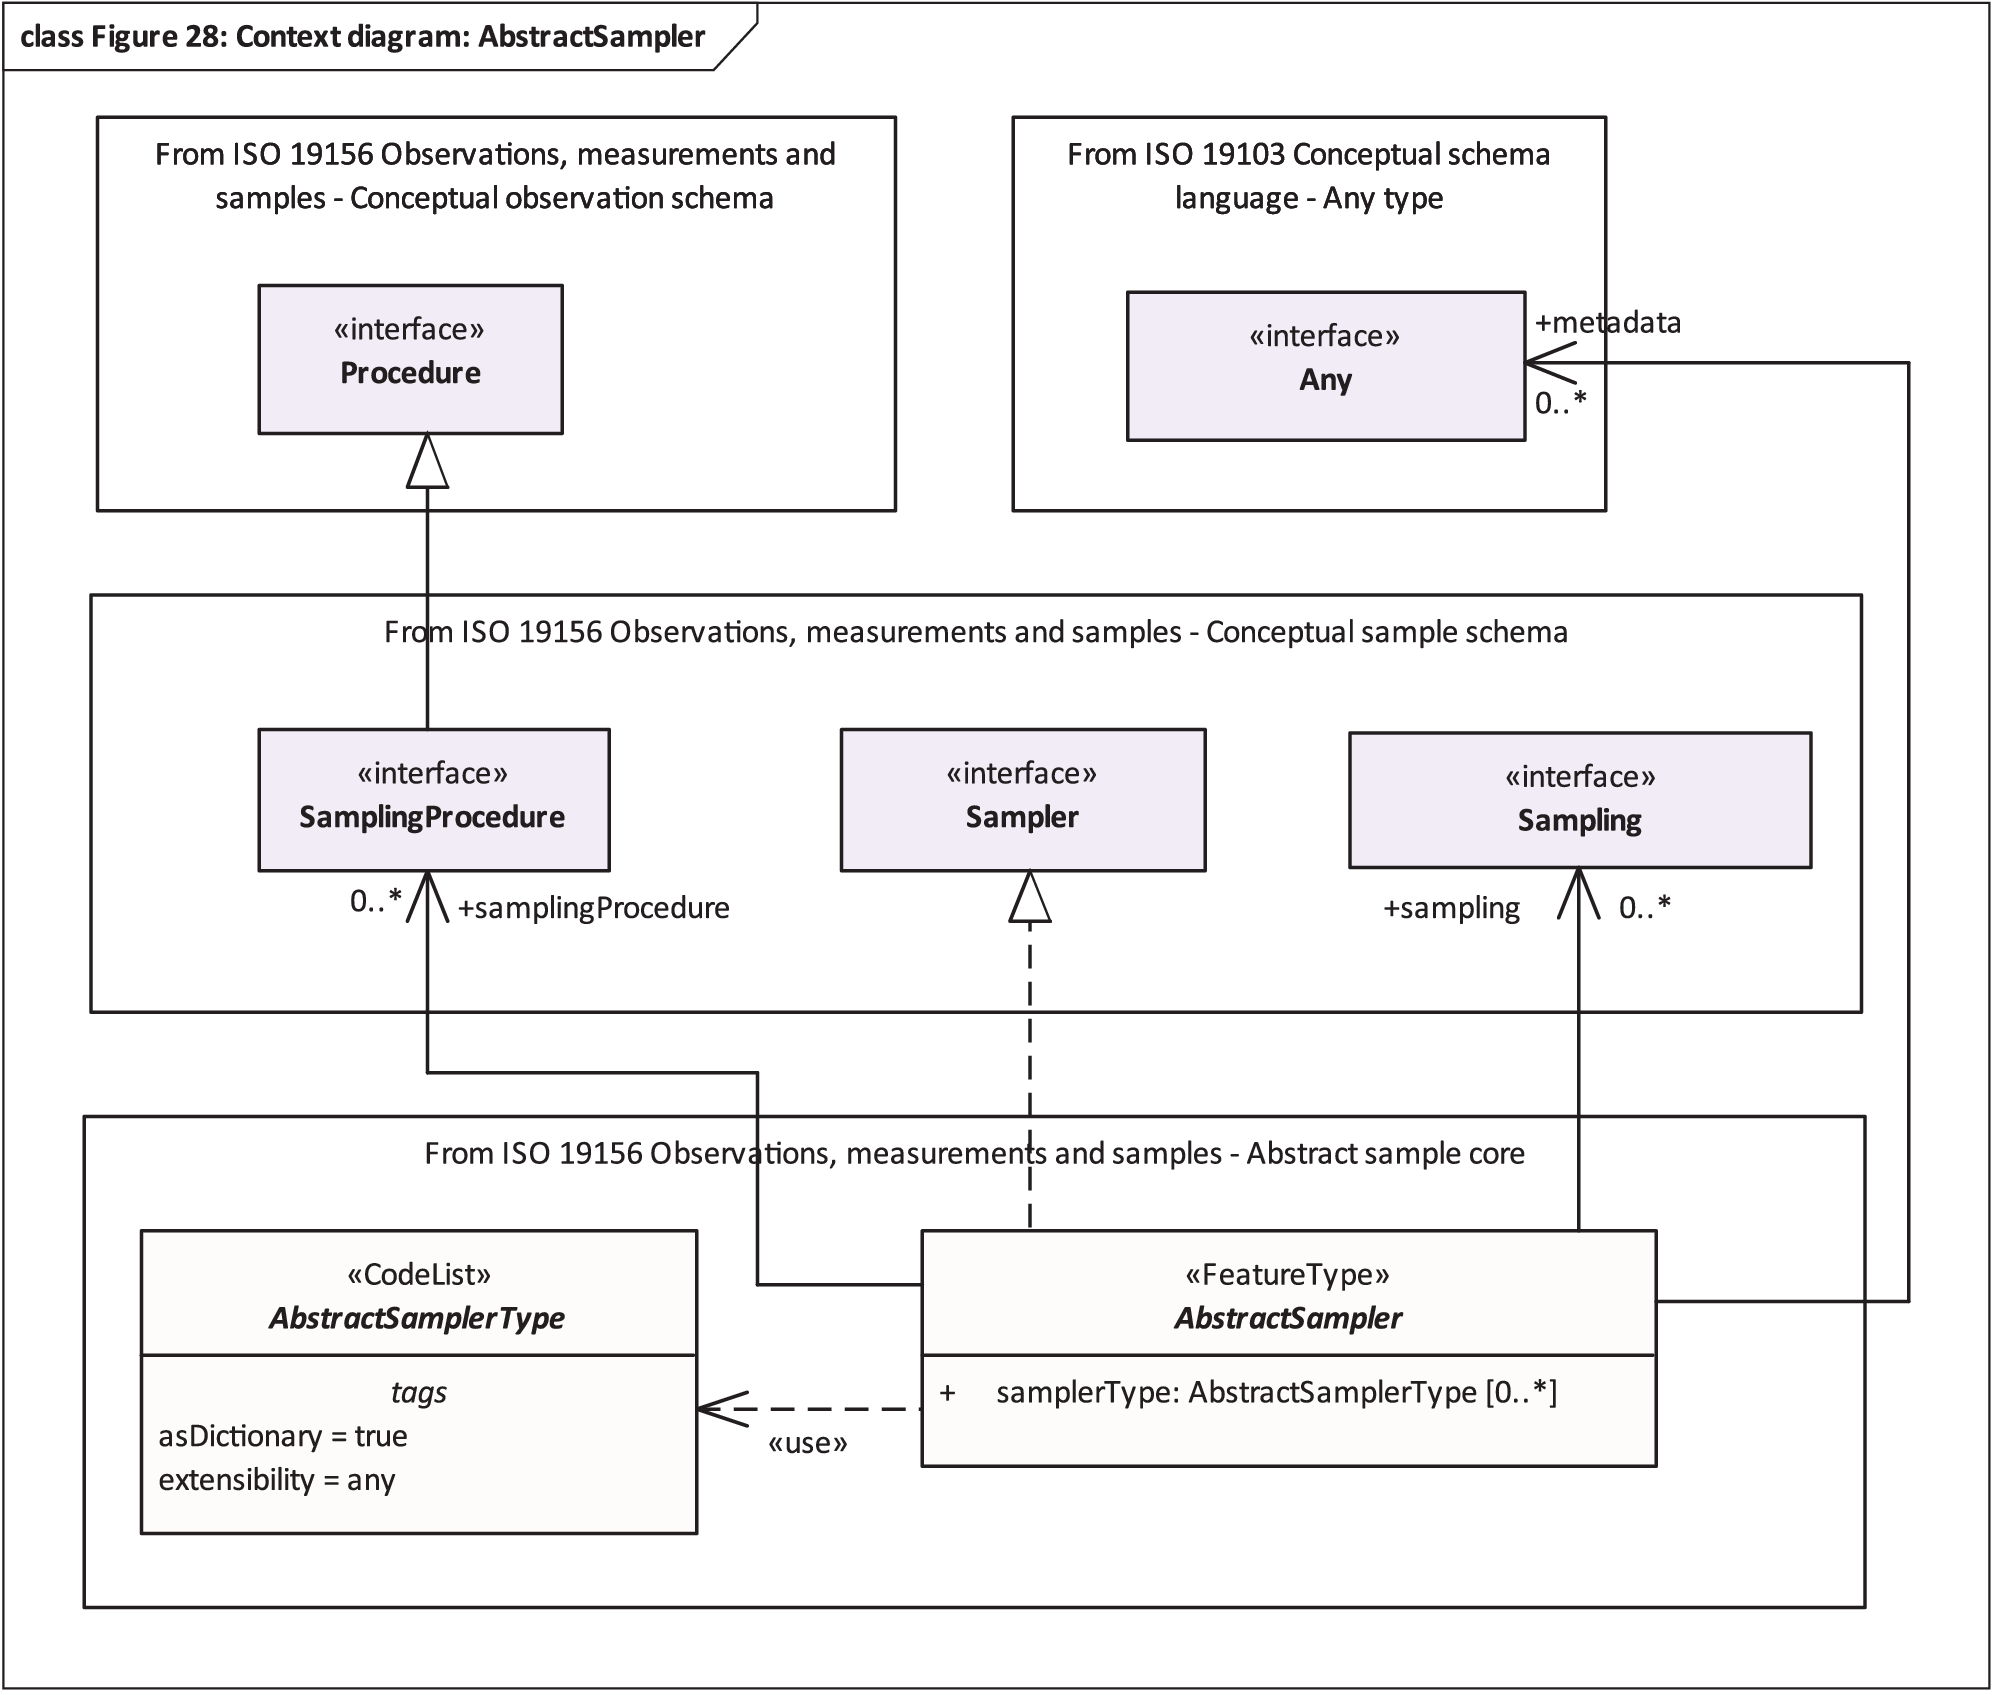 class Figure 28: Context diagram: AbstractSampler
From ISO 19156 Observations, measurements and
samples - Conceptual observation schema
From ISO 19103 Conceptual schema
language - Any type
«interface»
Procedure
«interface»
Any
+metadata
0..*
From ISO 19156 Observations, measurements and samples - Conceptual sample schema
«interface»
SamplingProcedure
«interface»
Sampler
«interface»
Sampling
0..*
+samplingProcedure
+sampling
0..*
From ISO 19156 Observations, measurements and samples - Abstract sample core
«CodeList»
AbstractSamplerType
tags
asDictionary = true
extensibility = any
«use»
«FeatureType»
AbstractSampler
+ samplerType: AbstractSamplerType [0..*]